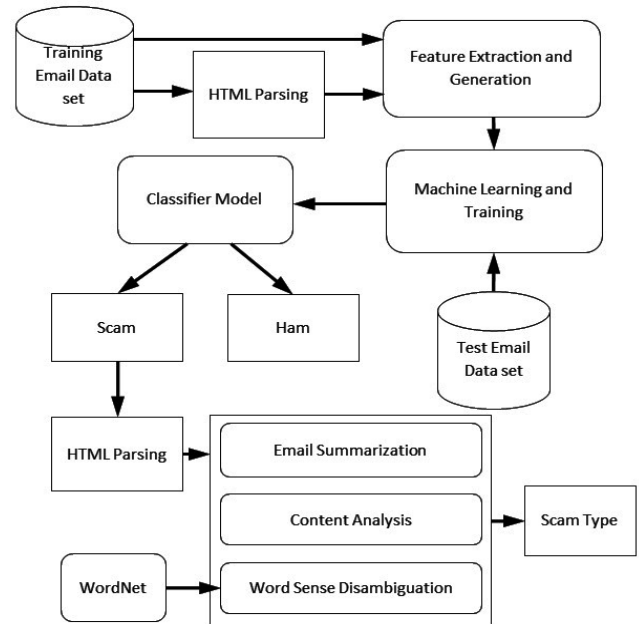 Training
Email Data
set
HTML Parsing
Feature Extraction and
Generation
Classifier Model
Machine Learning and
Training
Scam
Ham
Test Email
Data set
HTML Parsing
Email Summarization
Content Analysis
Scam Type
WordNet
Word Sense Disambiguation